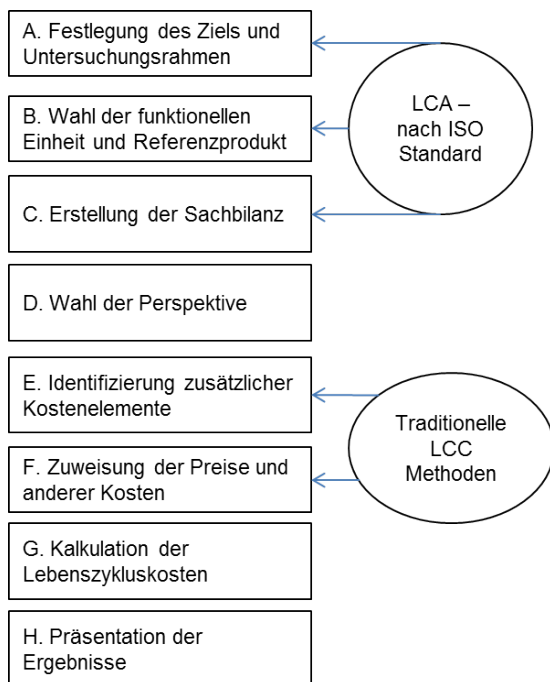 A. Festlegung des Ziels und
Untersuchungsrahmen
B. Wahl der funktionellen
Einheit und Referenzprodukt
C. Erstellung der Sachbilanz
D. Wahl der Perspektive
E. Identifizierung zusätzlicher
Kostenelemente
F. Zuweisung der Preise und
anderer Kosten
G. Kalkulation der
Lebenszykluskosten
H. Präsentation der
Ergebnisse
LCA –
nach ISO
Standard
Traditionelle
LCC
Methoden